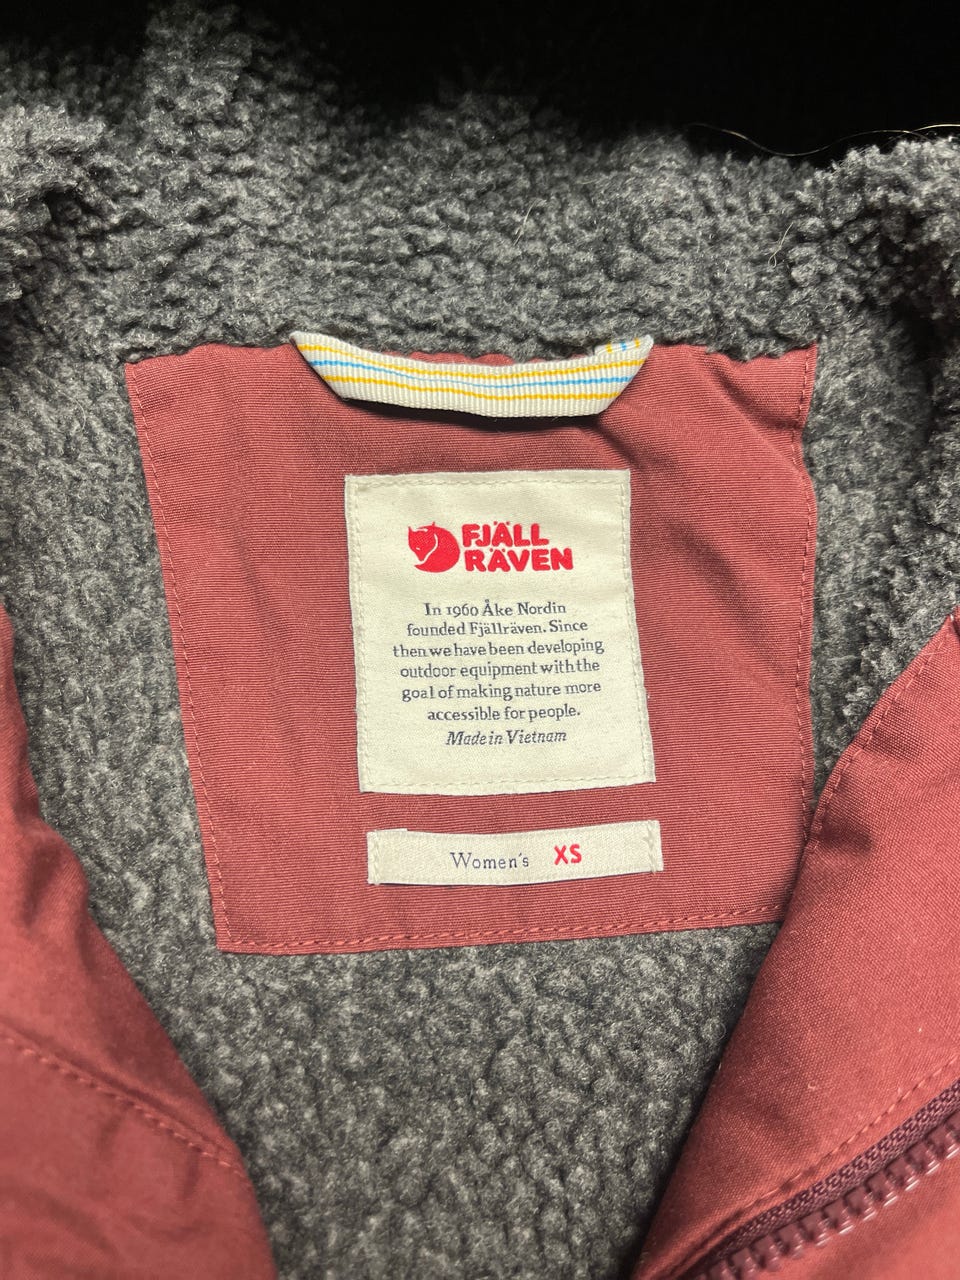 FJÄLL
RÄVEN
In 1960 Åke Nordin
founded Fjällräven. Since
then we have been developing
outdoor equipment with the
goal of making nature more
accessible for people.
Made in Vietnam
Women's XS